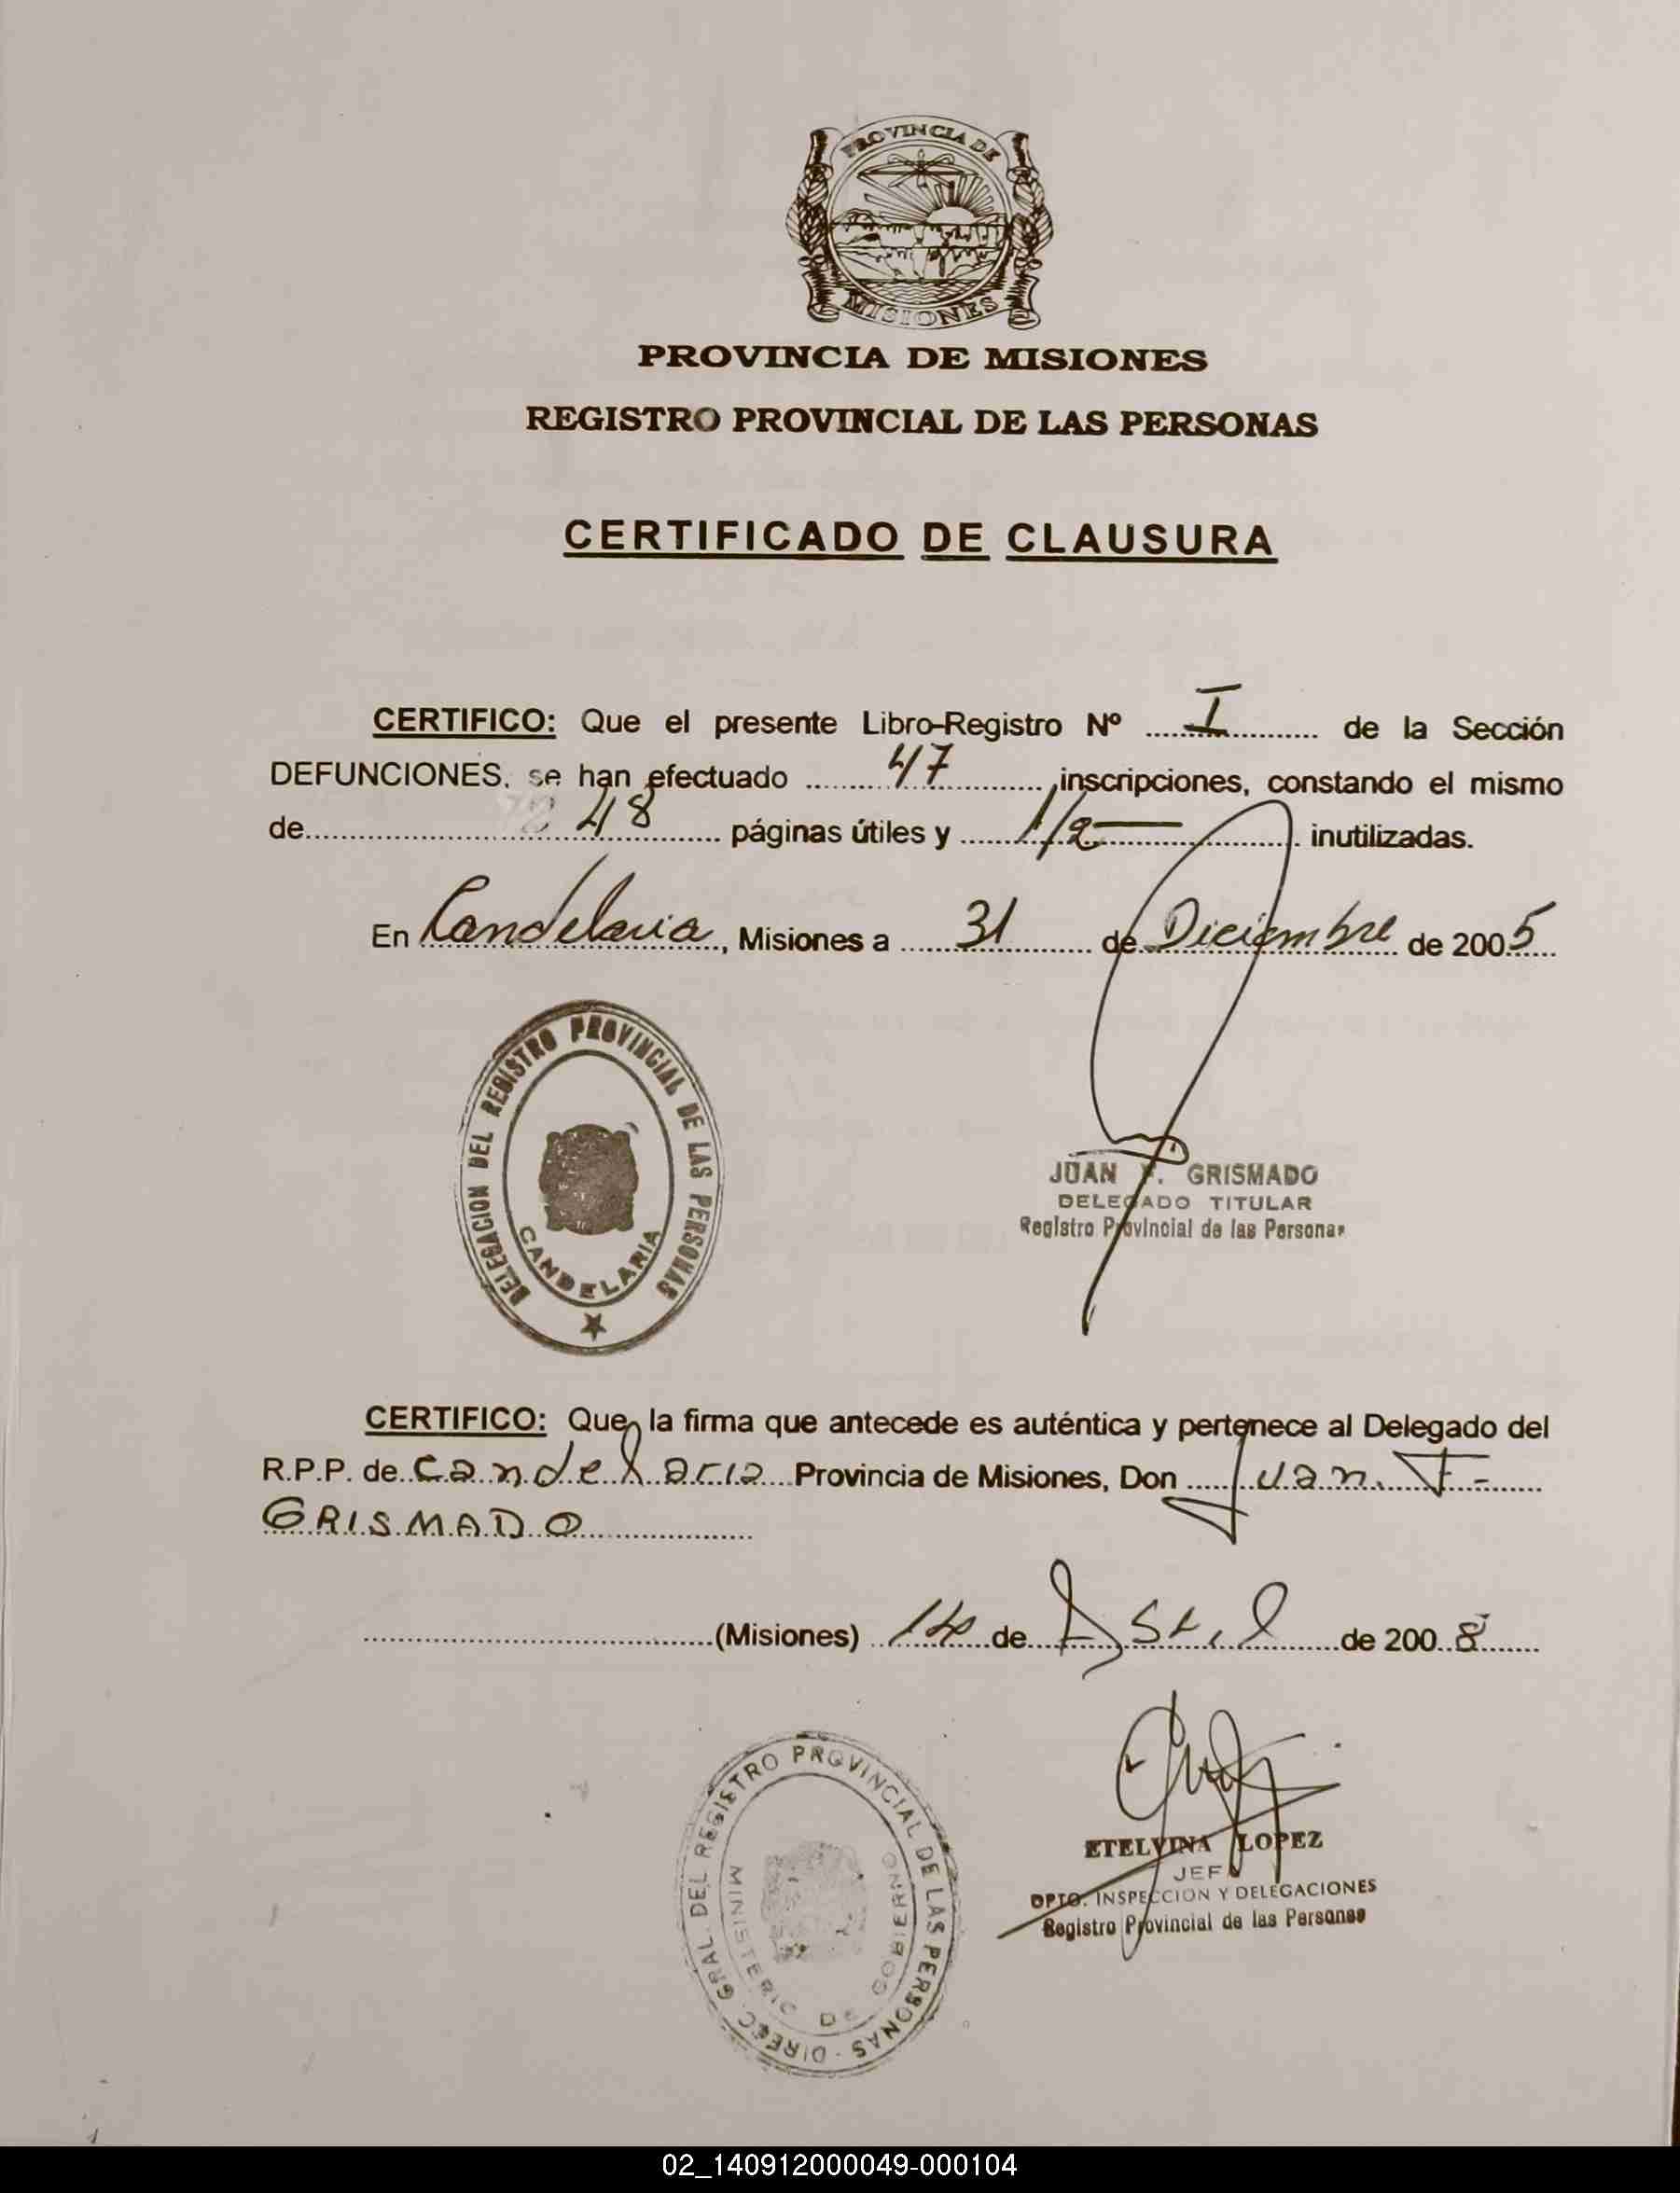 PROVINCIA DE
MISIONES
PROVINCIA DE MISIONES
REGISTRO PROVINCIAL DE LAS PERSONAS
CERTIFICADO DE CLAUSURA
CERTIFICO: Que el presente Libro-Registro Nº I de la Sección
DEFUNCIONES. se han efectuado 47 inscripciones, constando el mismo
de 48 páginas útiles y 1/2 inutilizadas.
En Candelaria, Misiones a 31 de Diciembre de 2005
DELEGACION DEL REGISTRO PROVINCIAL DE LAS PERSONAS
CANDELARIA
JUAN F. GRISMADO
DELEGADO TITULAR
Registro Provincial de las Personas
CERTIFICO: Que la firma que antecede es auténtica y pertenece al Delegado del
R.P.P. de Candelaria Provincia de Misiones, Don Juan F-
GRISMADO
(Misiones) 14 de de 2008
DIREC. GRAL. DEL REGISTRO PROVINCIAL DE LAS PERSONAS -
MINISTERIO DE GOBIERNO
ETELVINA LOPEZ
JEFA
DPTO. INSPECCION Y DELEGACIONES
Registro Provincial de las Personas
02_140912000049-000104